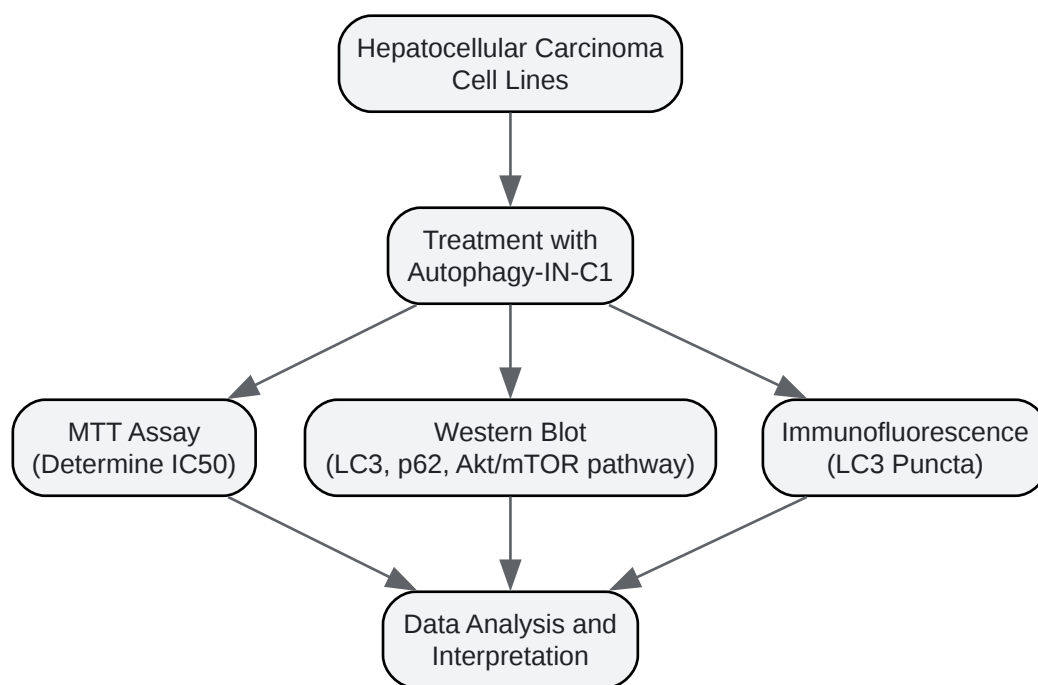 Hepatocellular Carcinoma
Cell Lines
Treatment with
Autophagy-IN-C1
MTT Assay
(Determine IC50)
Western Blot
(LC3, p62, Akt/mTOR pathway)
Immunofluorescence
(LC3 Puncta)
Data Analysis and
Interpretation